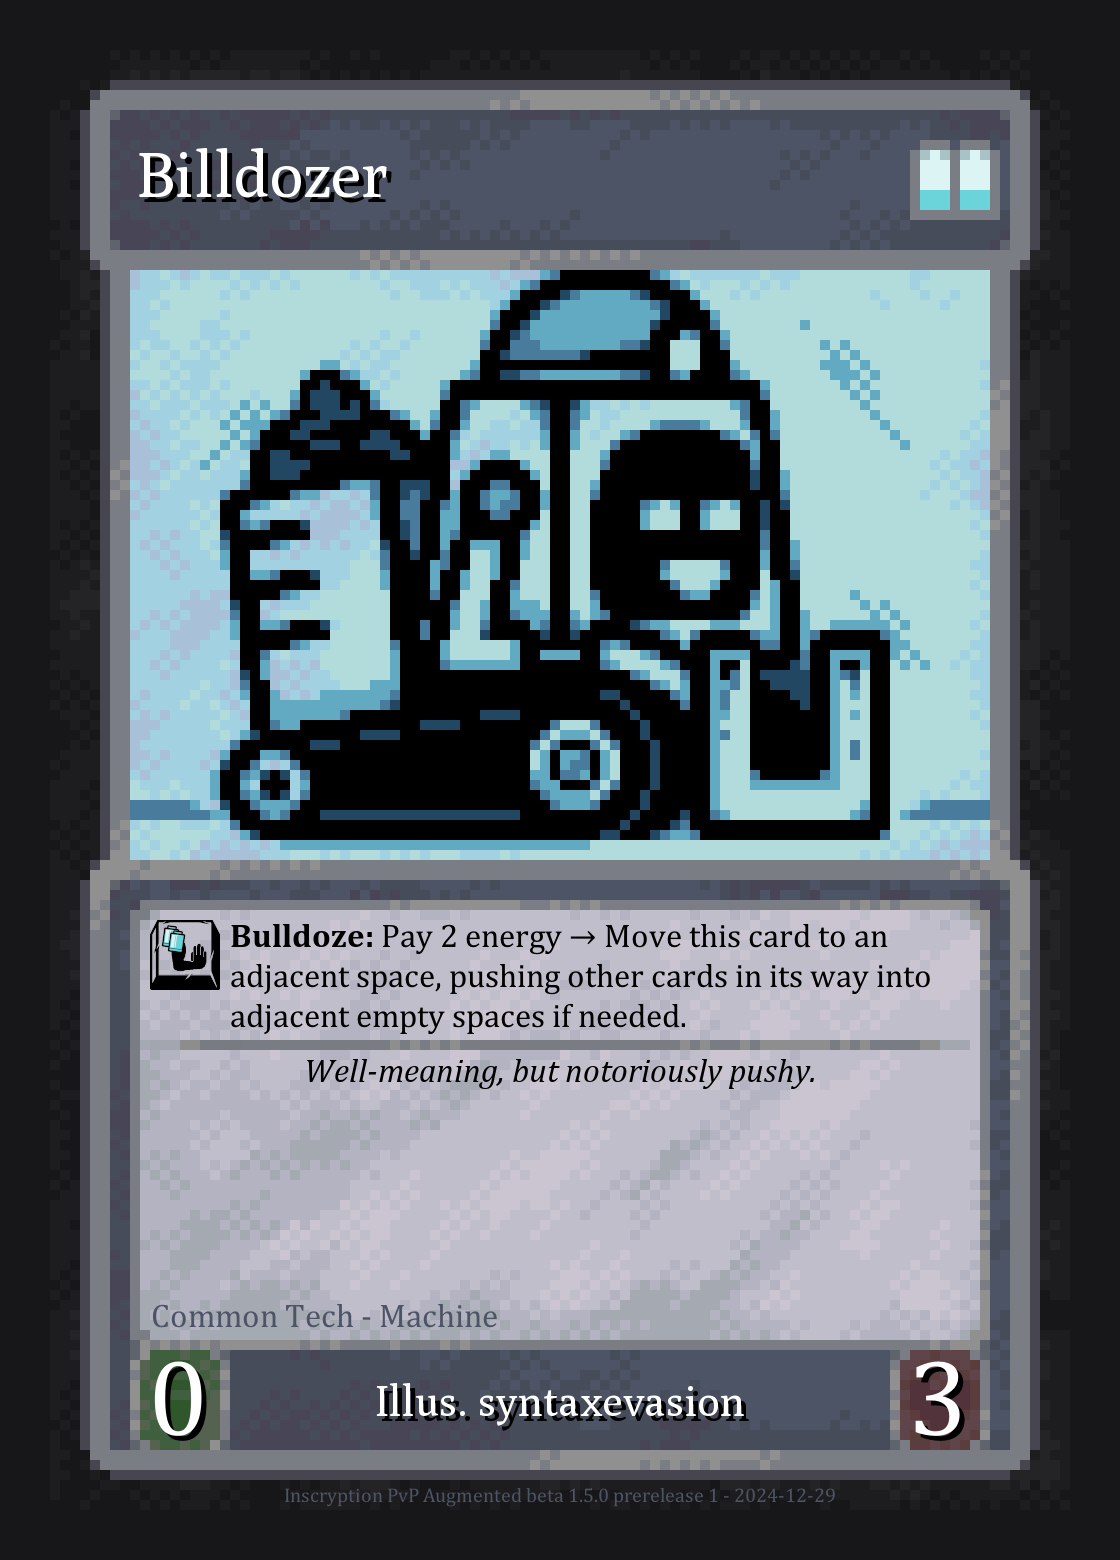 Billdozer
Bulldoze: Pay 2 energy → Move this card to an
adjacent space, pushing other cards in its way into
adjacent empty spaces if needed.
Well-meaning, but notoriously pushy.
Common Tech - Machine
0
Illus. syntaxevasion
3
Inscryption PvP Augmented beta 1.5.0 prerelease 1 - 2024-12-29